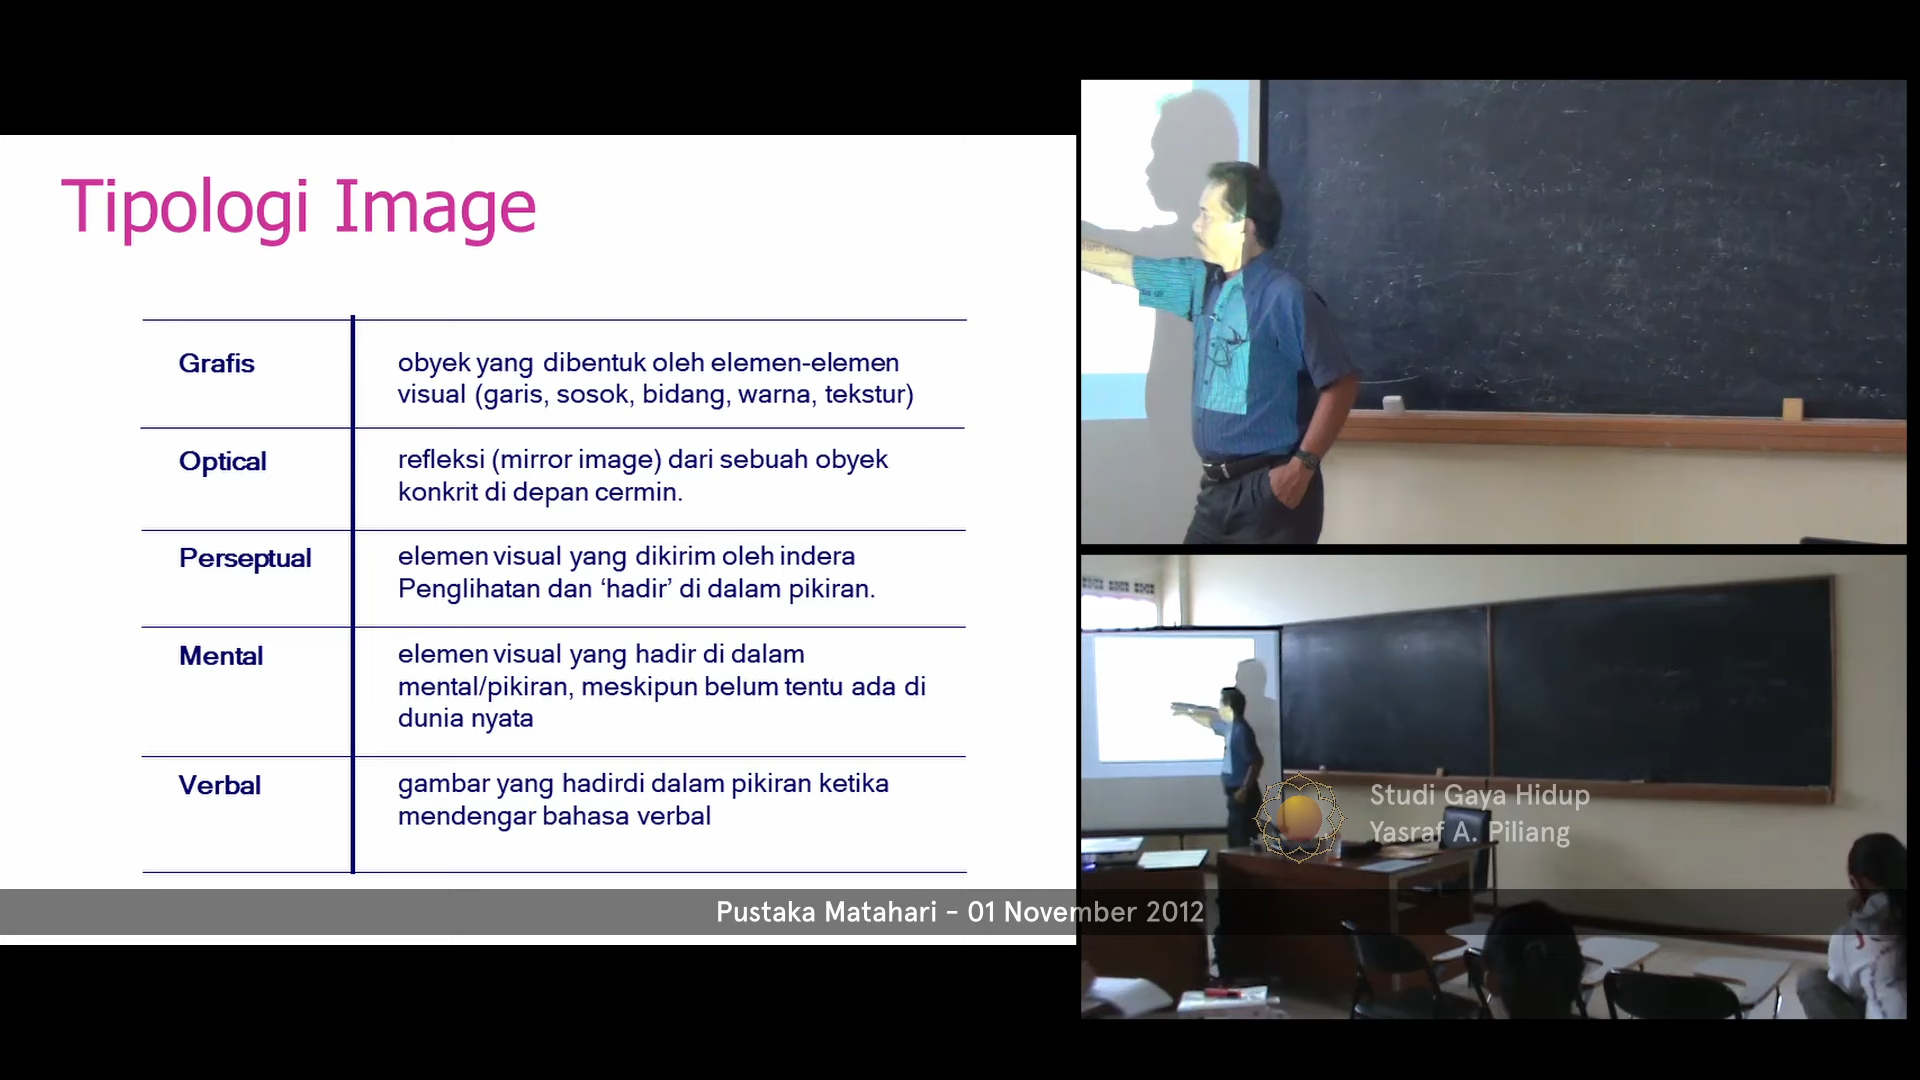 Tipologi Image
Grafis
obyek yang dibentuk oleh elemen-elemen
visual (garis, sosok, bidang, warna, tekstur)
Optical
refleksi (mirror image) dari sebuah obyek
konkrit di depan cermin.
Perseptual
elemen visual yang dikirim oleh indera
Penglihatan dan ‘hadir’ di dalam pikiran.
Mental
elemen visual yang hadir di dalam
mental/pikiran, meskipun belum tentu ada di
dunia nyata
Verbal
gambar yang hadirdi dalam pikiran ketika
mendengar bahasa verbal
Studi Gaya Hidup
Yasraf A. Piliang
Pustaka Matahari - 01 November 2012